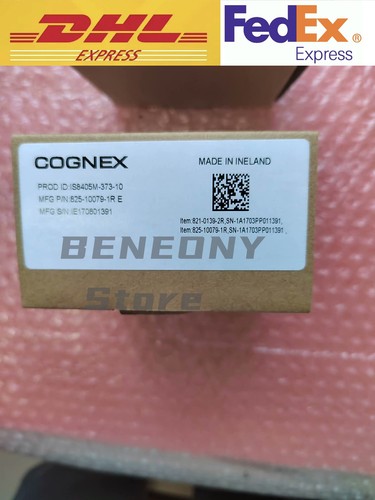 DHL
EXPRESS
FedEx
Express
COGNEX
MADE IN INELAND
PROD ID:IS8405M-373-10
MFG P/N:825-10079-1R E
MFG S/N:IE170801391
Item:821-0139-2R,SN-1A1703PP011391,
Item:825-10079-1R,SN-1A1703PP011391 ,
BENEONY
Store